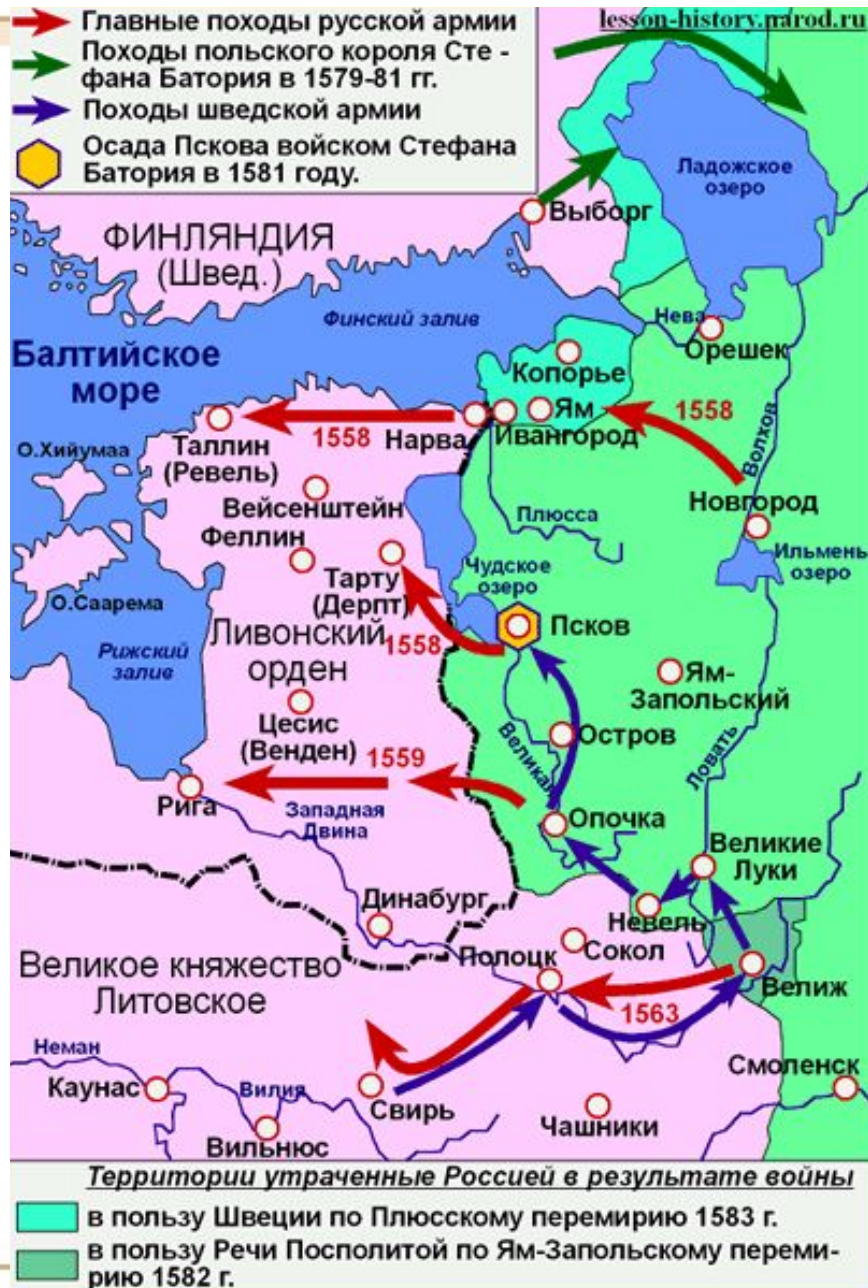 lesson-history.narod.ru
Главные походы русской армии
Походы польского короля Сте -
фана Батория в 1579-81 гг.
Походы шведской армии
Осада Пскова войском Стефана
Батория в 1581 году.
Ладожское
озеро
Выборг
ФИНЛЯНДИЯ
(Швед.)
Финский залив
Нева
Орешек
Балтийское
море
Копорье
Ям
1558
Волхов
1558
Нарва
Ивангород
Таллин
(Ревель)
О.Хийумаа
Вейсенштейн
Новгород
Плюсса
Феллин
Ильмень
озеро
Тарту
(Дерпт)
Чудское
озеро
О.Саарема
Псков
Ливонский
орден
1558
Рижский
залив
Ям-
Запольский
Цесис
(Венден)
Остров
Великая
Ловать
1559
Рига
Западная
Двина
Опочка
Великие
Луки
Динабург
Невель
Сокол
Полоцк
Великое княжество
Литовское
Велиж
1563
Неман
Смоленск
Каунас
Вилия
Свирь
Чашники
Вильнюс
Территории утраченные Россией в результате войны
в пользу Швеции по Плюсскому перемирию 1583 г.
в пользу Речи Посполитой по Ям-Запольскому переми-
рию 1582 г.